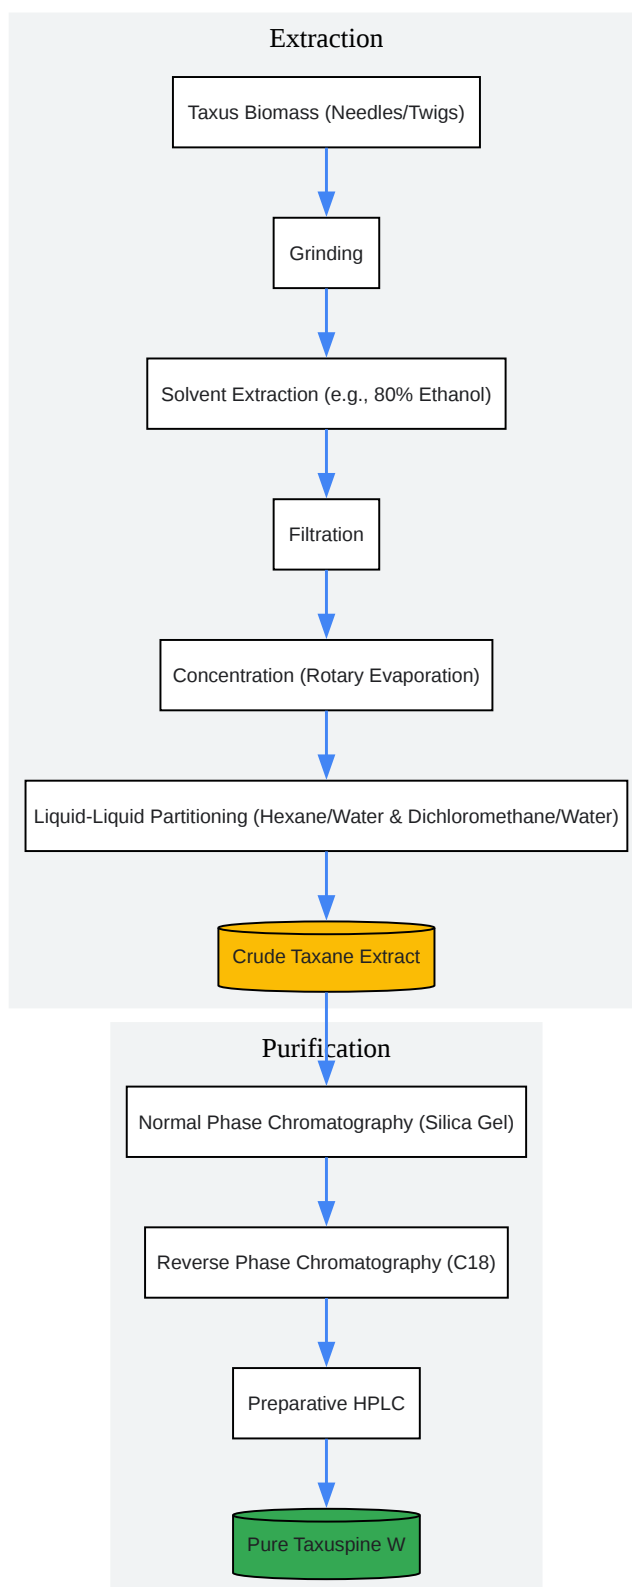 Extraction
Taxus Biomass (Needles/Twigs)
Grinding
Solvent Extraction (e.g., 80% Ethanol)
Filtration
Concentration (Rotary Evaporation)
Liquid-Liquid Partitioning (Hexane/Water & Dichloromethane/Water)
Crude Taxane Extract
Purification
Normal Phase Chromatography (Silica Gel)
Reverse Phase Chromatography (C18)
Preparative HPLC
Pure Taxuspine W